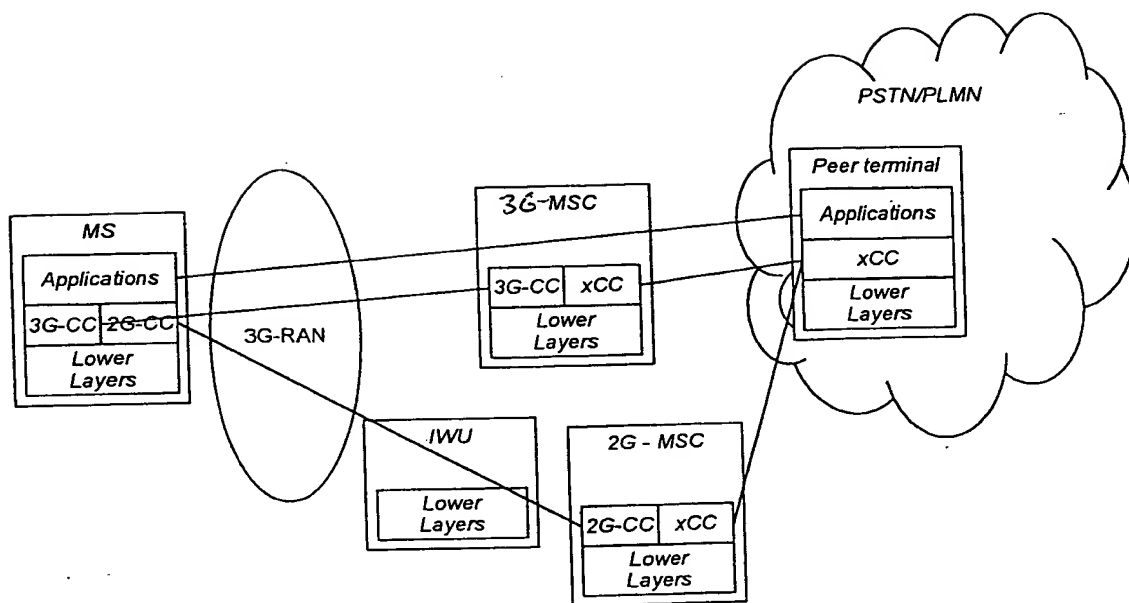 PSTN/PLMN
Peer terminal
Applications
xCC
Lower
Layers
3G-MSC
3G-CC xCC
Lower
Layers
MS
Applications
3G-CC 2G-CC
Lower
Layers
3G-RAN
IWU
Lower
Layers
2G - MSC
2G-CC xCC
Lower
Layers